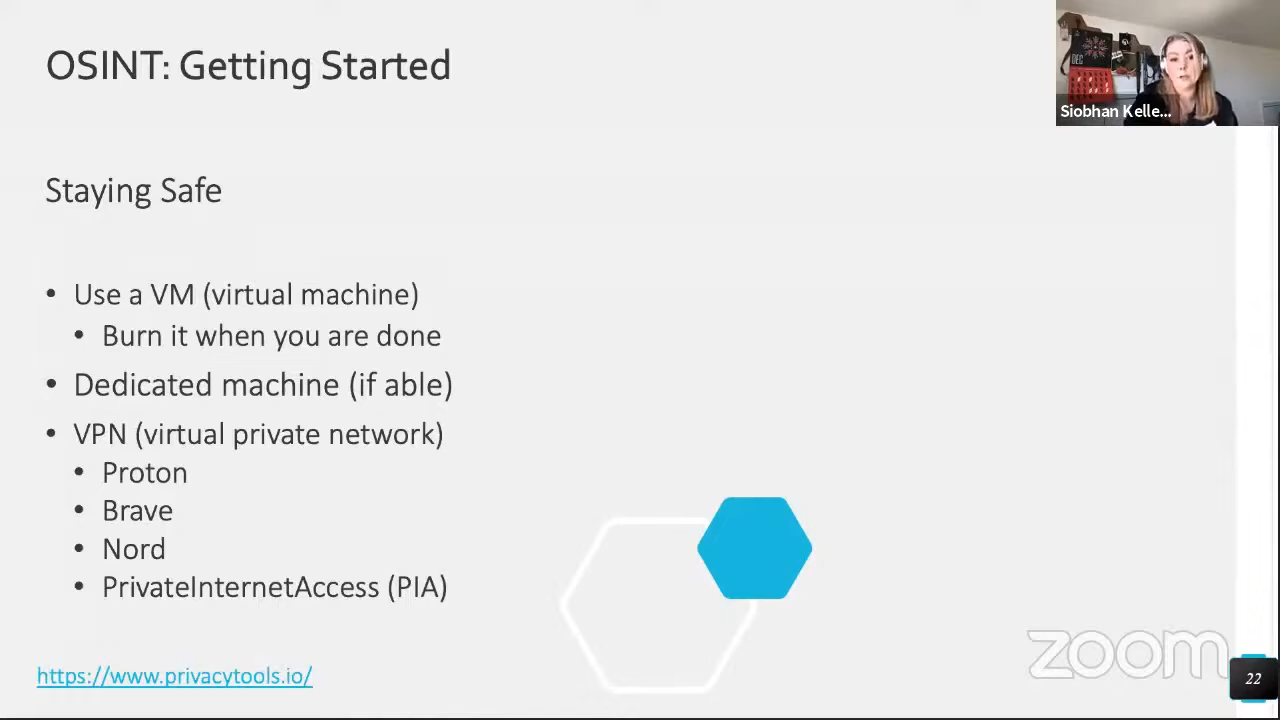 OSINT: Getting Started
Siobhan Kelle...
Staying Safe
• Use a VM (virtual machine)
• Burn it when you are done
• Dedicated machine (if able)
• VPN (virtual private network)
• Proton
• Brave
• Nord
• PrivateInternetAccess (PIA)
https://www.privacytools.io/
zoom
22